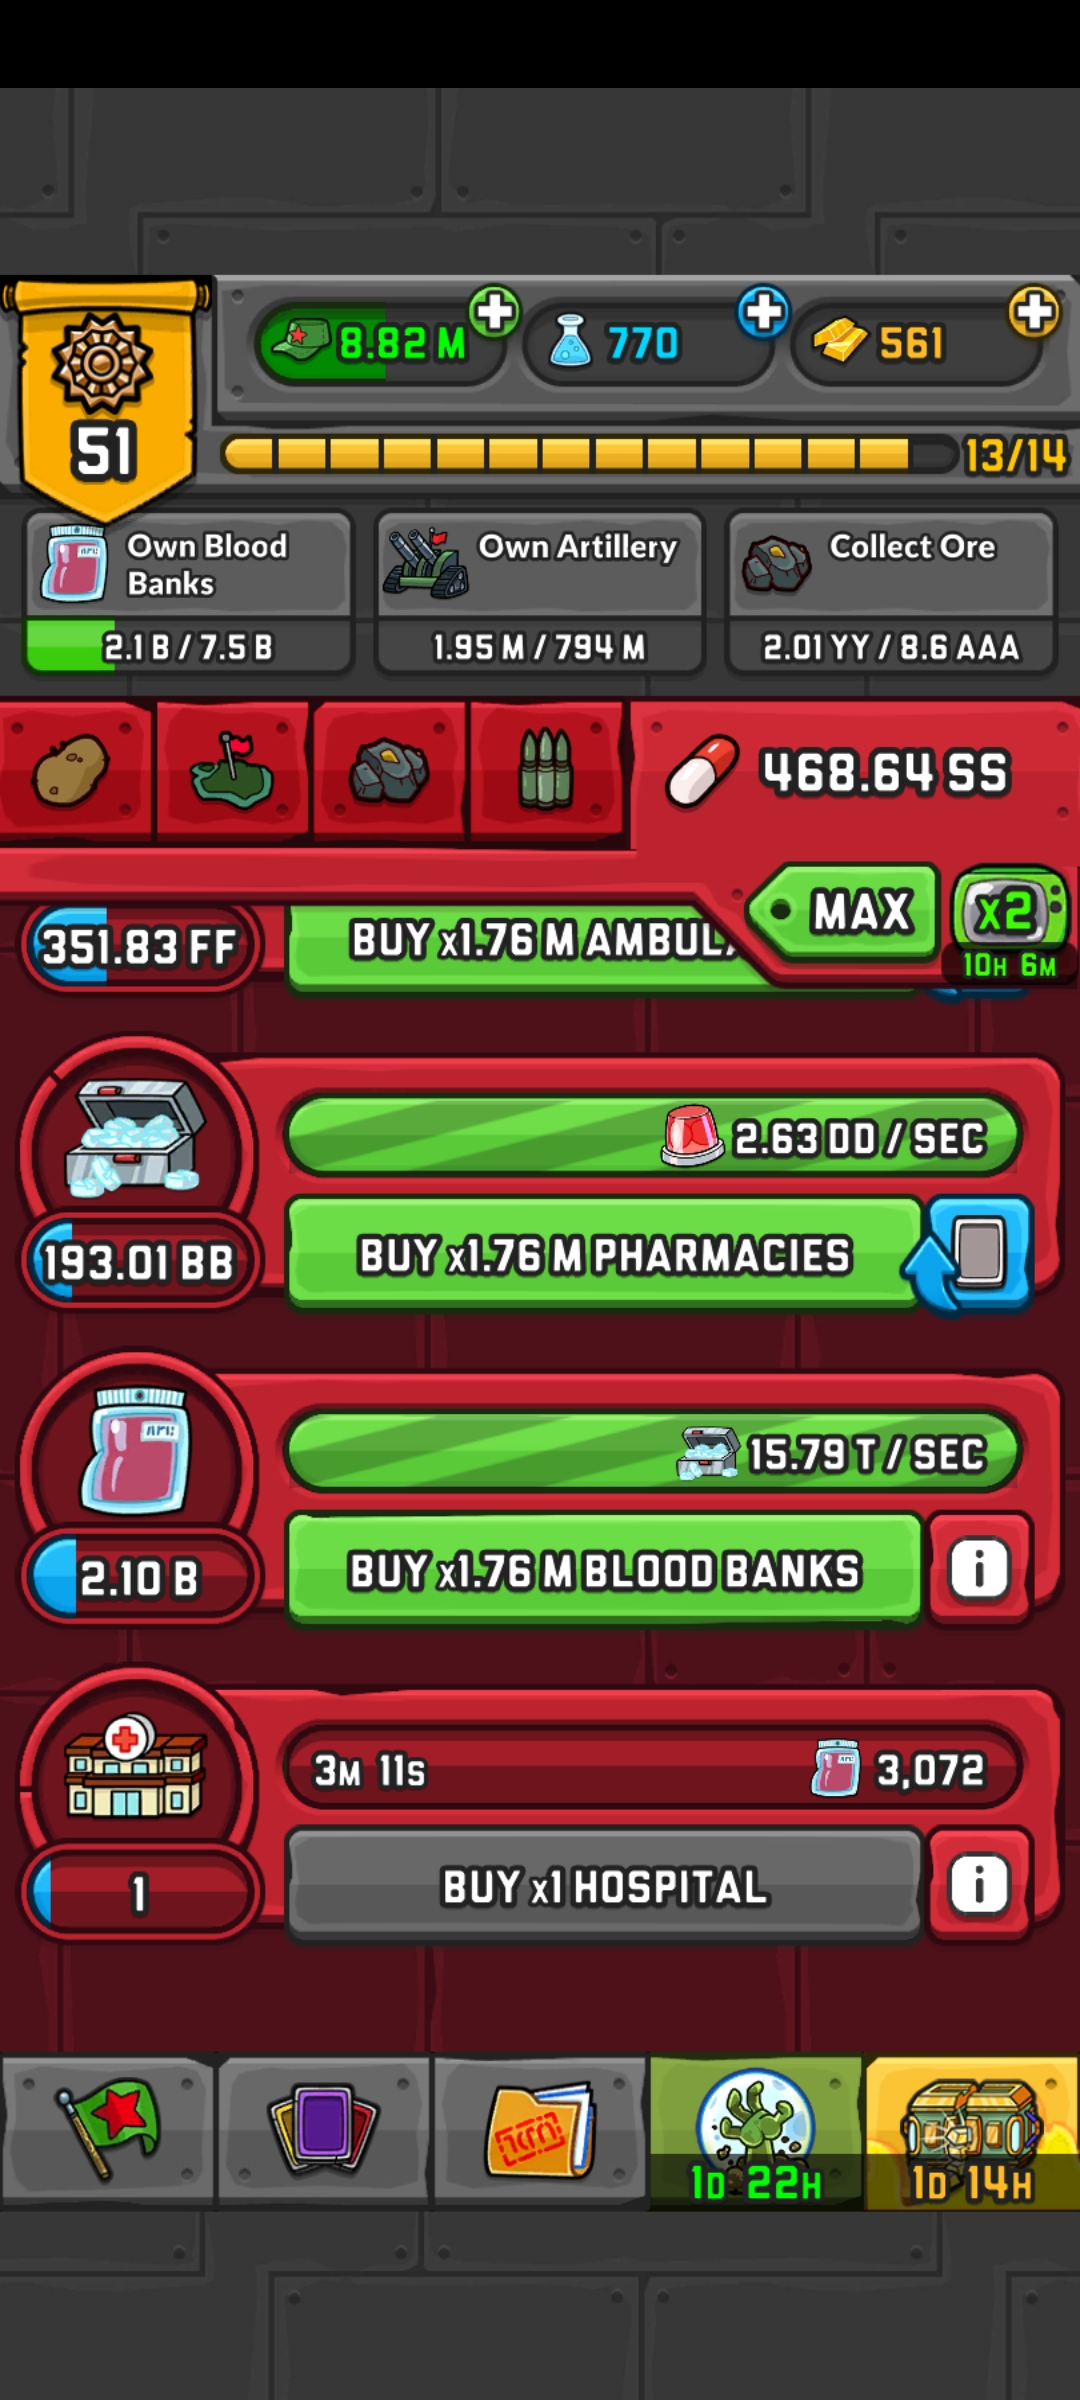 8.82 M
770
561
51
13/14
Own Blood
Banks
2.1 B / 7.5 B
Own Artillery
1.95 M / 794 M
Collect Ore
2.01 YY / 8.6 AAA
468.64 SS
MAX
x2
10H 6M
351.83 FF
BUY x1.76 M AMBUL
2.63 DD / SEC
193.01 BB
BUY x1.76 M PHARMACIES
15.79 T / SEC
2.10 B
BUY x1.76 M BLOOD BANKS
i
3M 11S
3,072
1
BUY x1 HOSPITAL
i
1D 22H
1D 14H